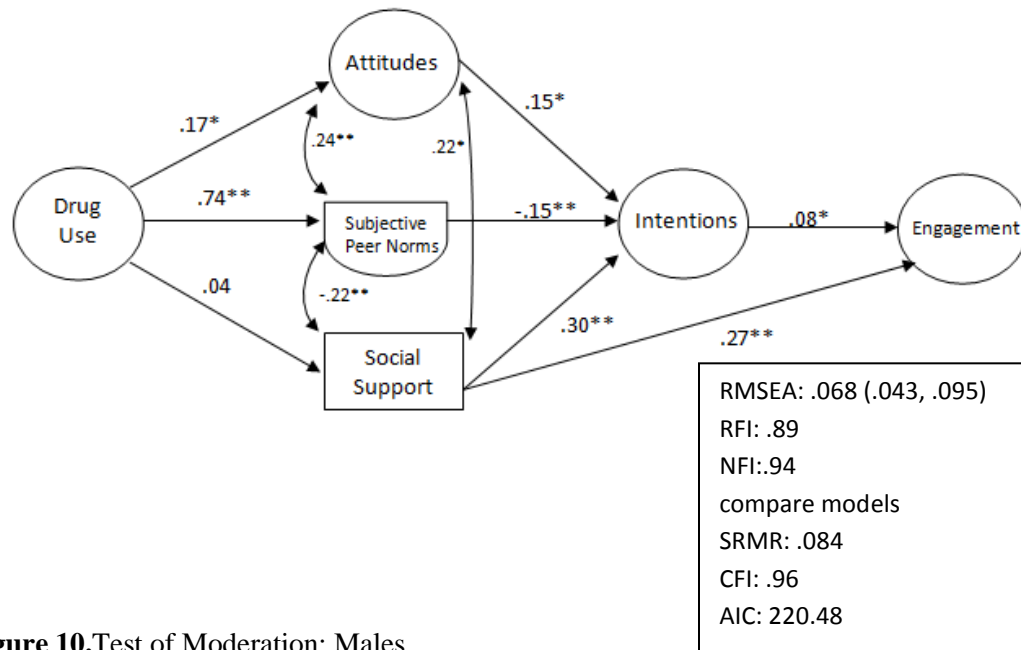 Attitudes
.17*
.15*
.24**
.22*
Drug
Use
.74**
Subjective
Peer Norms
-.15**
Intentions
.08*
Engagement
.04
-.22**
Social
Support
.30**
.27**
RMSEA: .068 (.043, .095)
RFI: .89
NFI:.94
compare models
SRMR: .084
CFI: .96
AIC: 220.48
gure 10.Test of Moderation: Males